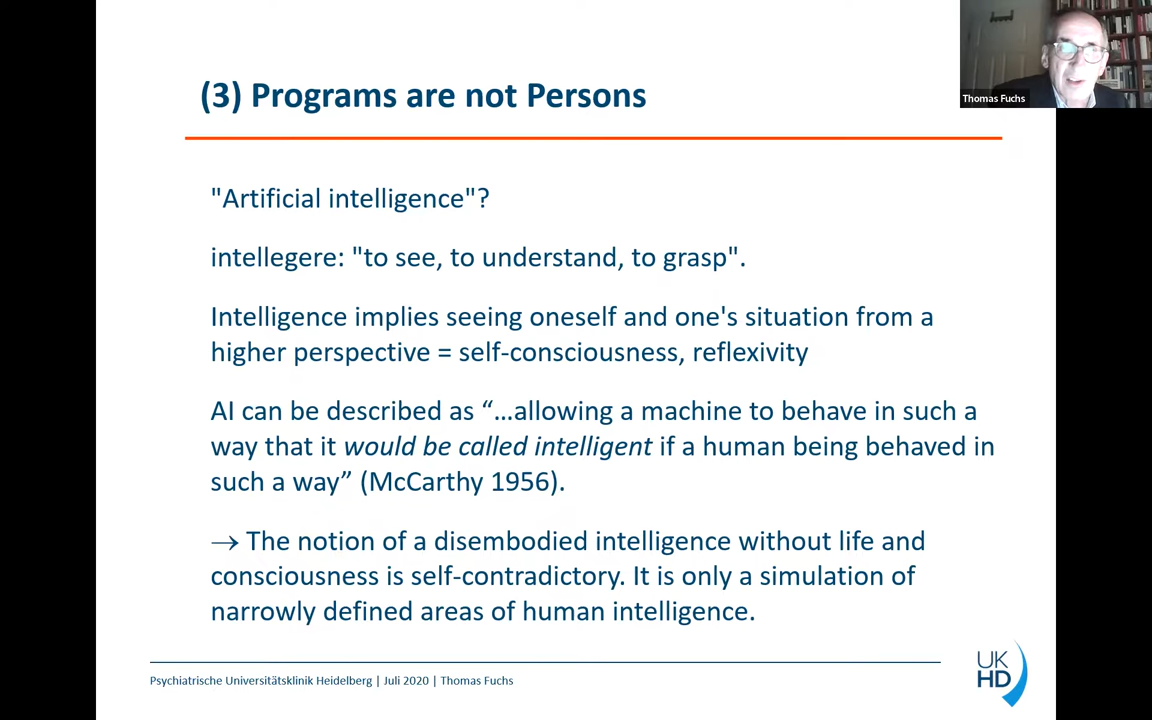 Thomas Fuchs
(3) Programs are not Persons
"Artificial intelligence"?
intellegere: "to see, to understand, to grasp".
Intelligence implies seeing oneself and one's situation from a
higher perspective = self-consciousness, reflexivity
AI can be described as “…allowing a machine to behave in such a
way that it would be called intelligent if a human being behaved in
such a way” (McCarthy 1956).
→ The notion of a disembodied intelligence without life and
consciousness is self-contradictory. It is only a simulation of
narrowly defined areas of human intelligence.
Psychiatrische Universitätsklinik Heidelberg | Juli 2020 | Thomas Fuchs
UK
HD